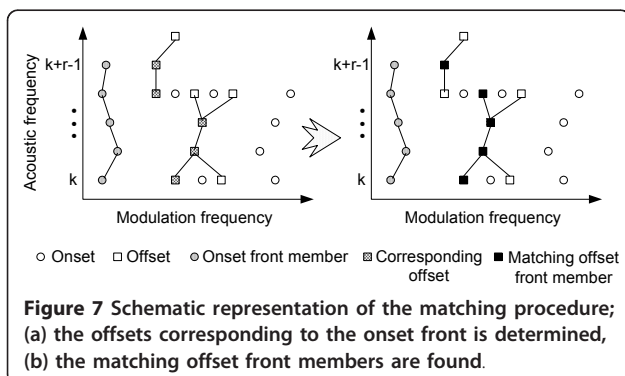 k+r-1
k
Acoustic frequency
Modulation frequency
k+r-1
k
Modulation frequency
Onset
Offset
Onset front member
Corresponding
offset
Matching offset
front member
Figure 7 Schematic representation of the matching procedure;
(a) the offsets corresponding to the onset front is determined,
(b) the matching offset front members are found.